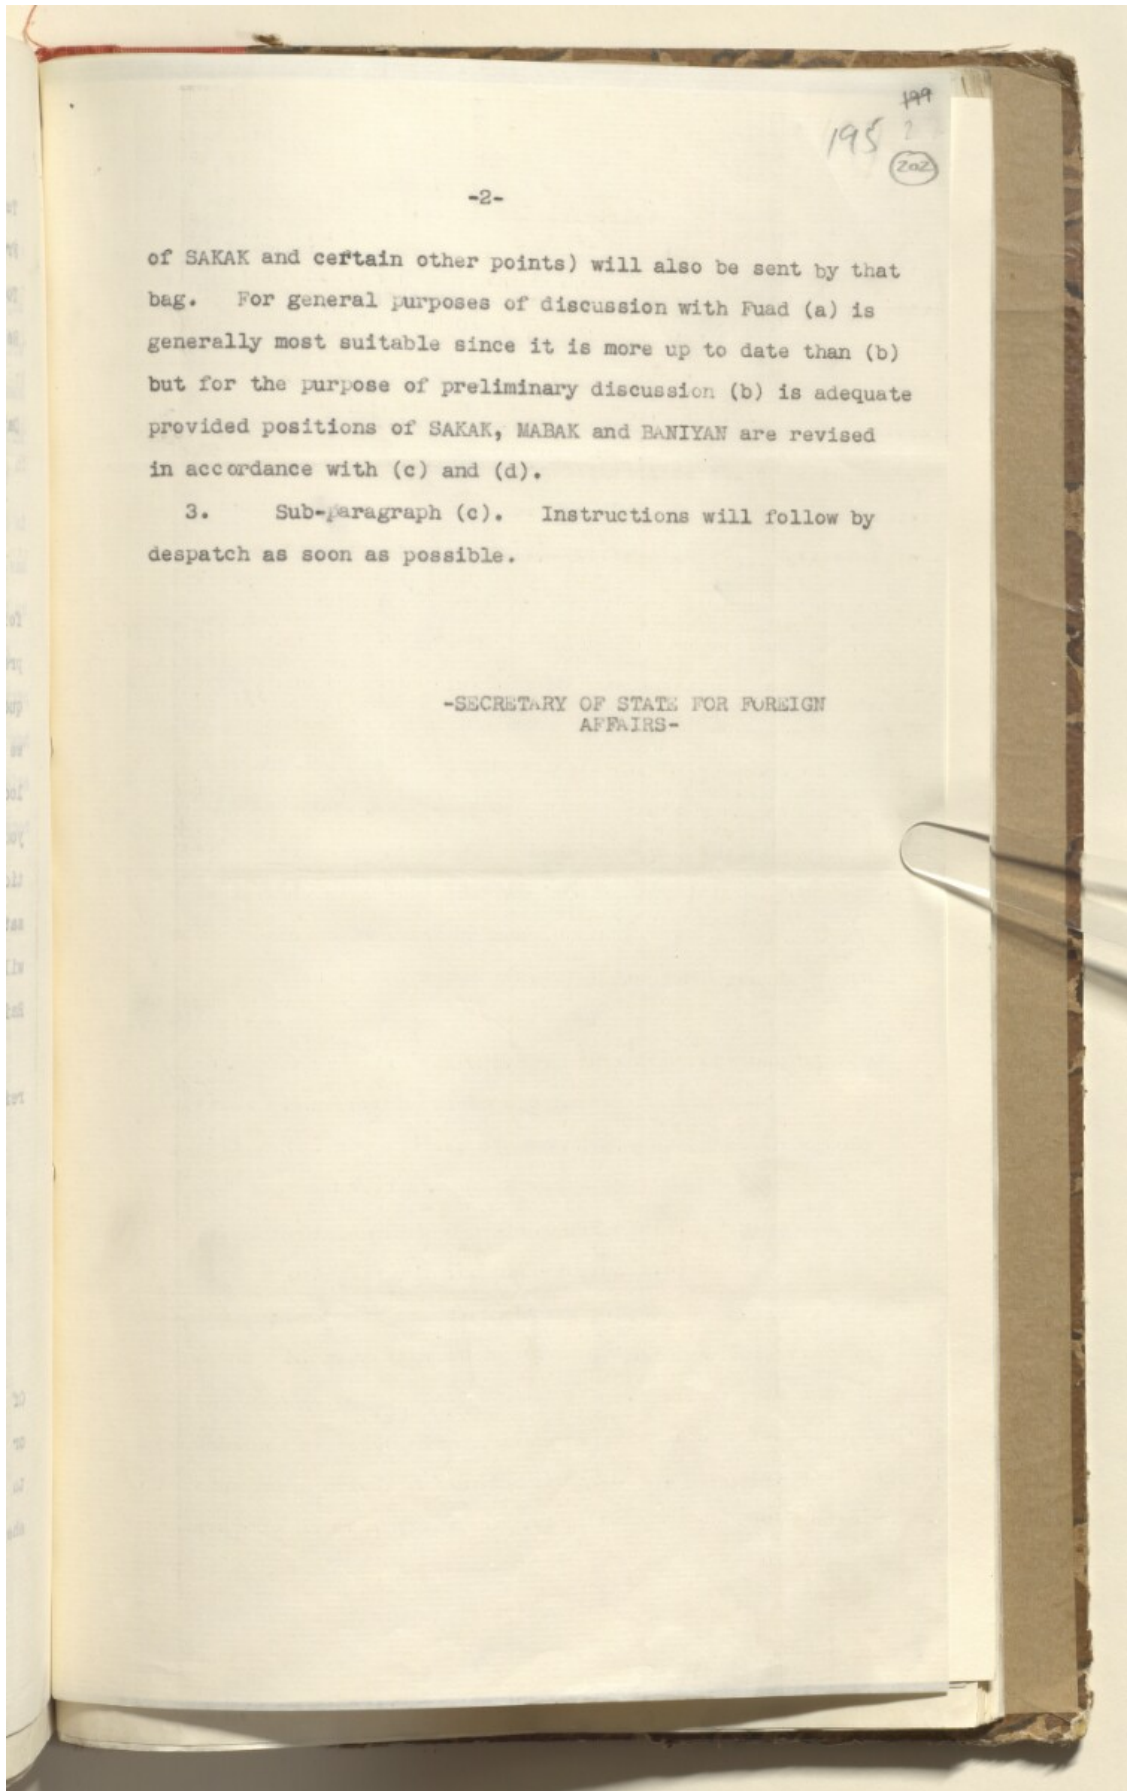 199
195 2
202
-2-
of SAKAK and certain other points) will also be sent by that
bag. For general purposes of discussion with Fuad (a) is
generally most suitable since it is more up to date than (b)
but for the purpose of preliminary discussion (b) is adequate
provided positions of SAKAK, MABAK and BANIYAN are revised
in accordance with (c) and (d).
3. Sub-paragraph (c). Instructions will follow by
despatch as soon as possible.
-SECRETARY OF STATE FOR FOREIGN
AFFAIRS-